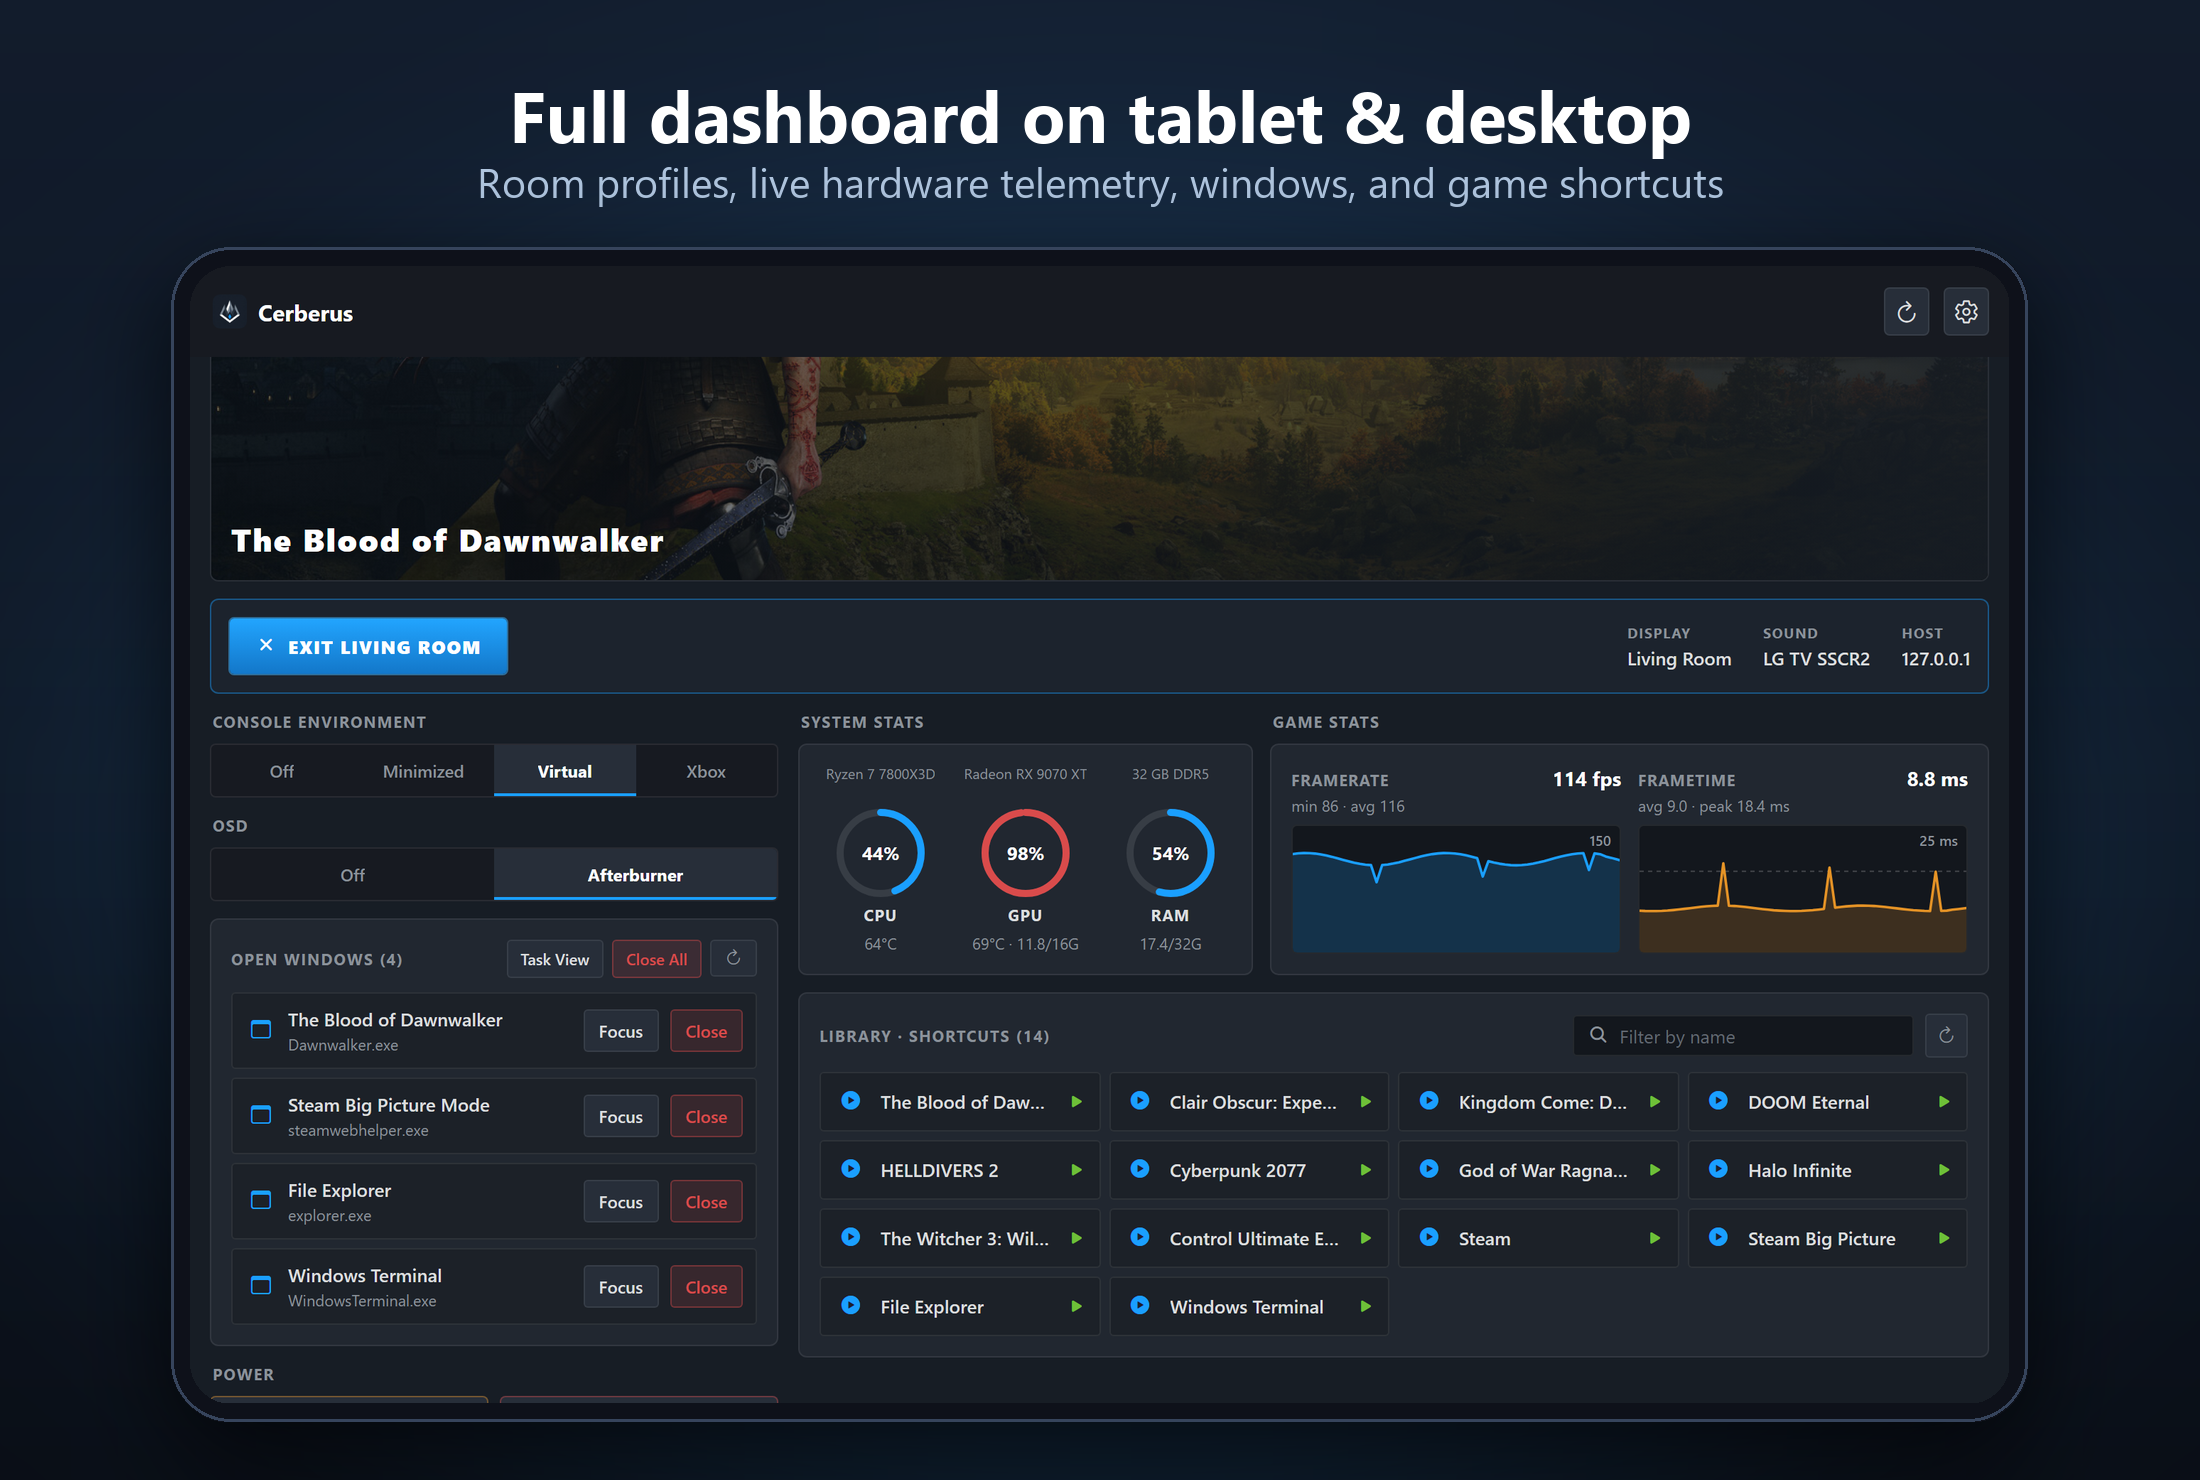 Full dashboard on tablet & desktop
Room profiles, live hardware telemetry, windows, and game shortcuts
Cerberus
The Blood of Dawnwalker
✕ EXIT LIVING ROOM
DISPLAY
Living Room
SOUND
LG TV SSCR2
HOST
127.0.0.1
CONSOLE ENVIRONMENT
Off Minimized Virtual Xbox
OSD
Off Afterburner
OPEN WINDOWS (4) Task View Close All
The Blood of Dawnwalker
Dawnwalker.exe
Focus Close
Steam Big Picture Mode
steamwebhelper.exe
Focus Close
File Explorer
explorer.exe
Focus Close
Windows Terminal
WindowsTerminal.exe
Focus Close
POWER
SYSTEM STATS
Ryzen 7 7800X3D Radeon RX 9070 XT 32 GB DDR5
44% 98% 54%
CPU GPU RAM
64°C 69°C · 11.8/16G 17.4/32G
GAME STATS
FRAMERATE 114 fps
min 86 · avg 116
150
FRAMETIME 8.8 ms
avg 9.0 · peak 18.4 ms
25 ms
LIBRARY · SHORTCUTS (14) Filter by name
The Blood of Daw... Clair Obscur: Expe... Kingdom Come: D... DOOM Eternal
HELLDIVERS 2 Cyberpunk 2077 God of War Ragna... Halo Infinite
The Witcher 3: Wil... Control Ultimate E... Steam Steam Big Picture
File Explorer Windows Terminal